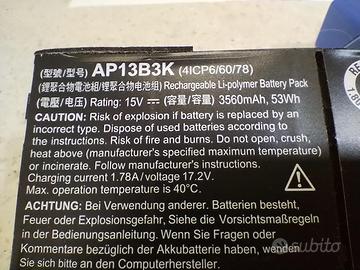 (型號/型号) AP13B3K (4ICP6/60/78)
(鋰聚合物電池組/锂聚合物电池组) Rechargeable Li-polymer Battery Pack
(電壓/电压) Rating: 15V⎓ (容量/容量) 3560mAh, 53Wh
CAUTION: Risk of explosion if battery is replaced by an
incorrect type. Dispose of used batteries according to
the instructions. Risk of fire and burns. Do not open, crush,
heat above (manufacturer's specified maximum temperature)
or incinerate. Follow manufacturer's instructions.
Charging current 1.78A / voltage 17.2V.
Max. operation temperature is 40°C.
ACHTUNG: Bei Verwendung anderer. Batterien besteht,
Feuer oder Explosionsgefahr. Sich an die Vorsichtsmaßregeln
in der Bedienungsanleitung. Wenden Sie Fragen oder
Kommentare bezüglich der Akkubatterie haben, wenden
Sie sich bitte an den Computerhersteller.
subito